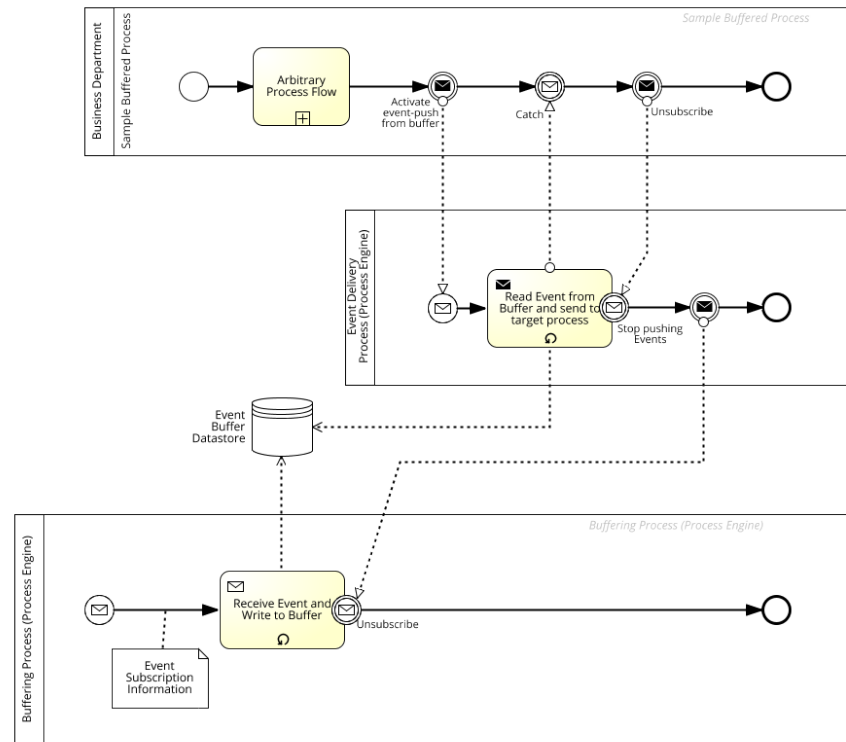 Sample Buffered Process
Business Department
Sample Buffered Process
Arbitrary
Process Flow
Activate
event-push
from buffer
Catch
Unsubscribe
Event Delivery
Process (Process Engine)
Read Event from
Buffer and send to
target process
Stop pushing
Events
Event
Buffer
Datastore
Buffering Process (Process Engine)
Buffering Process (Process Engine)
Receive Event and
Write to Buffer
Unsubscribe
Event
Subscription
Information